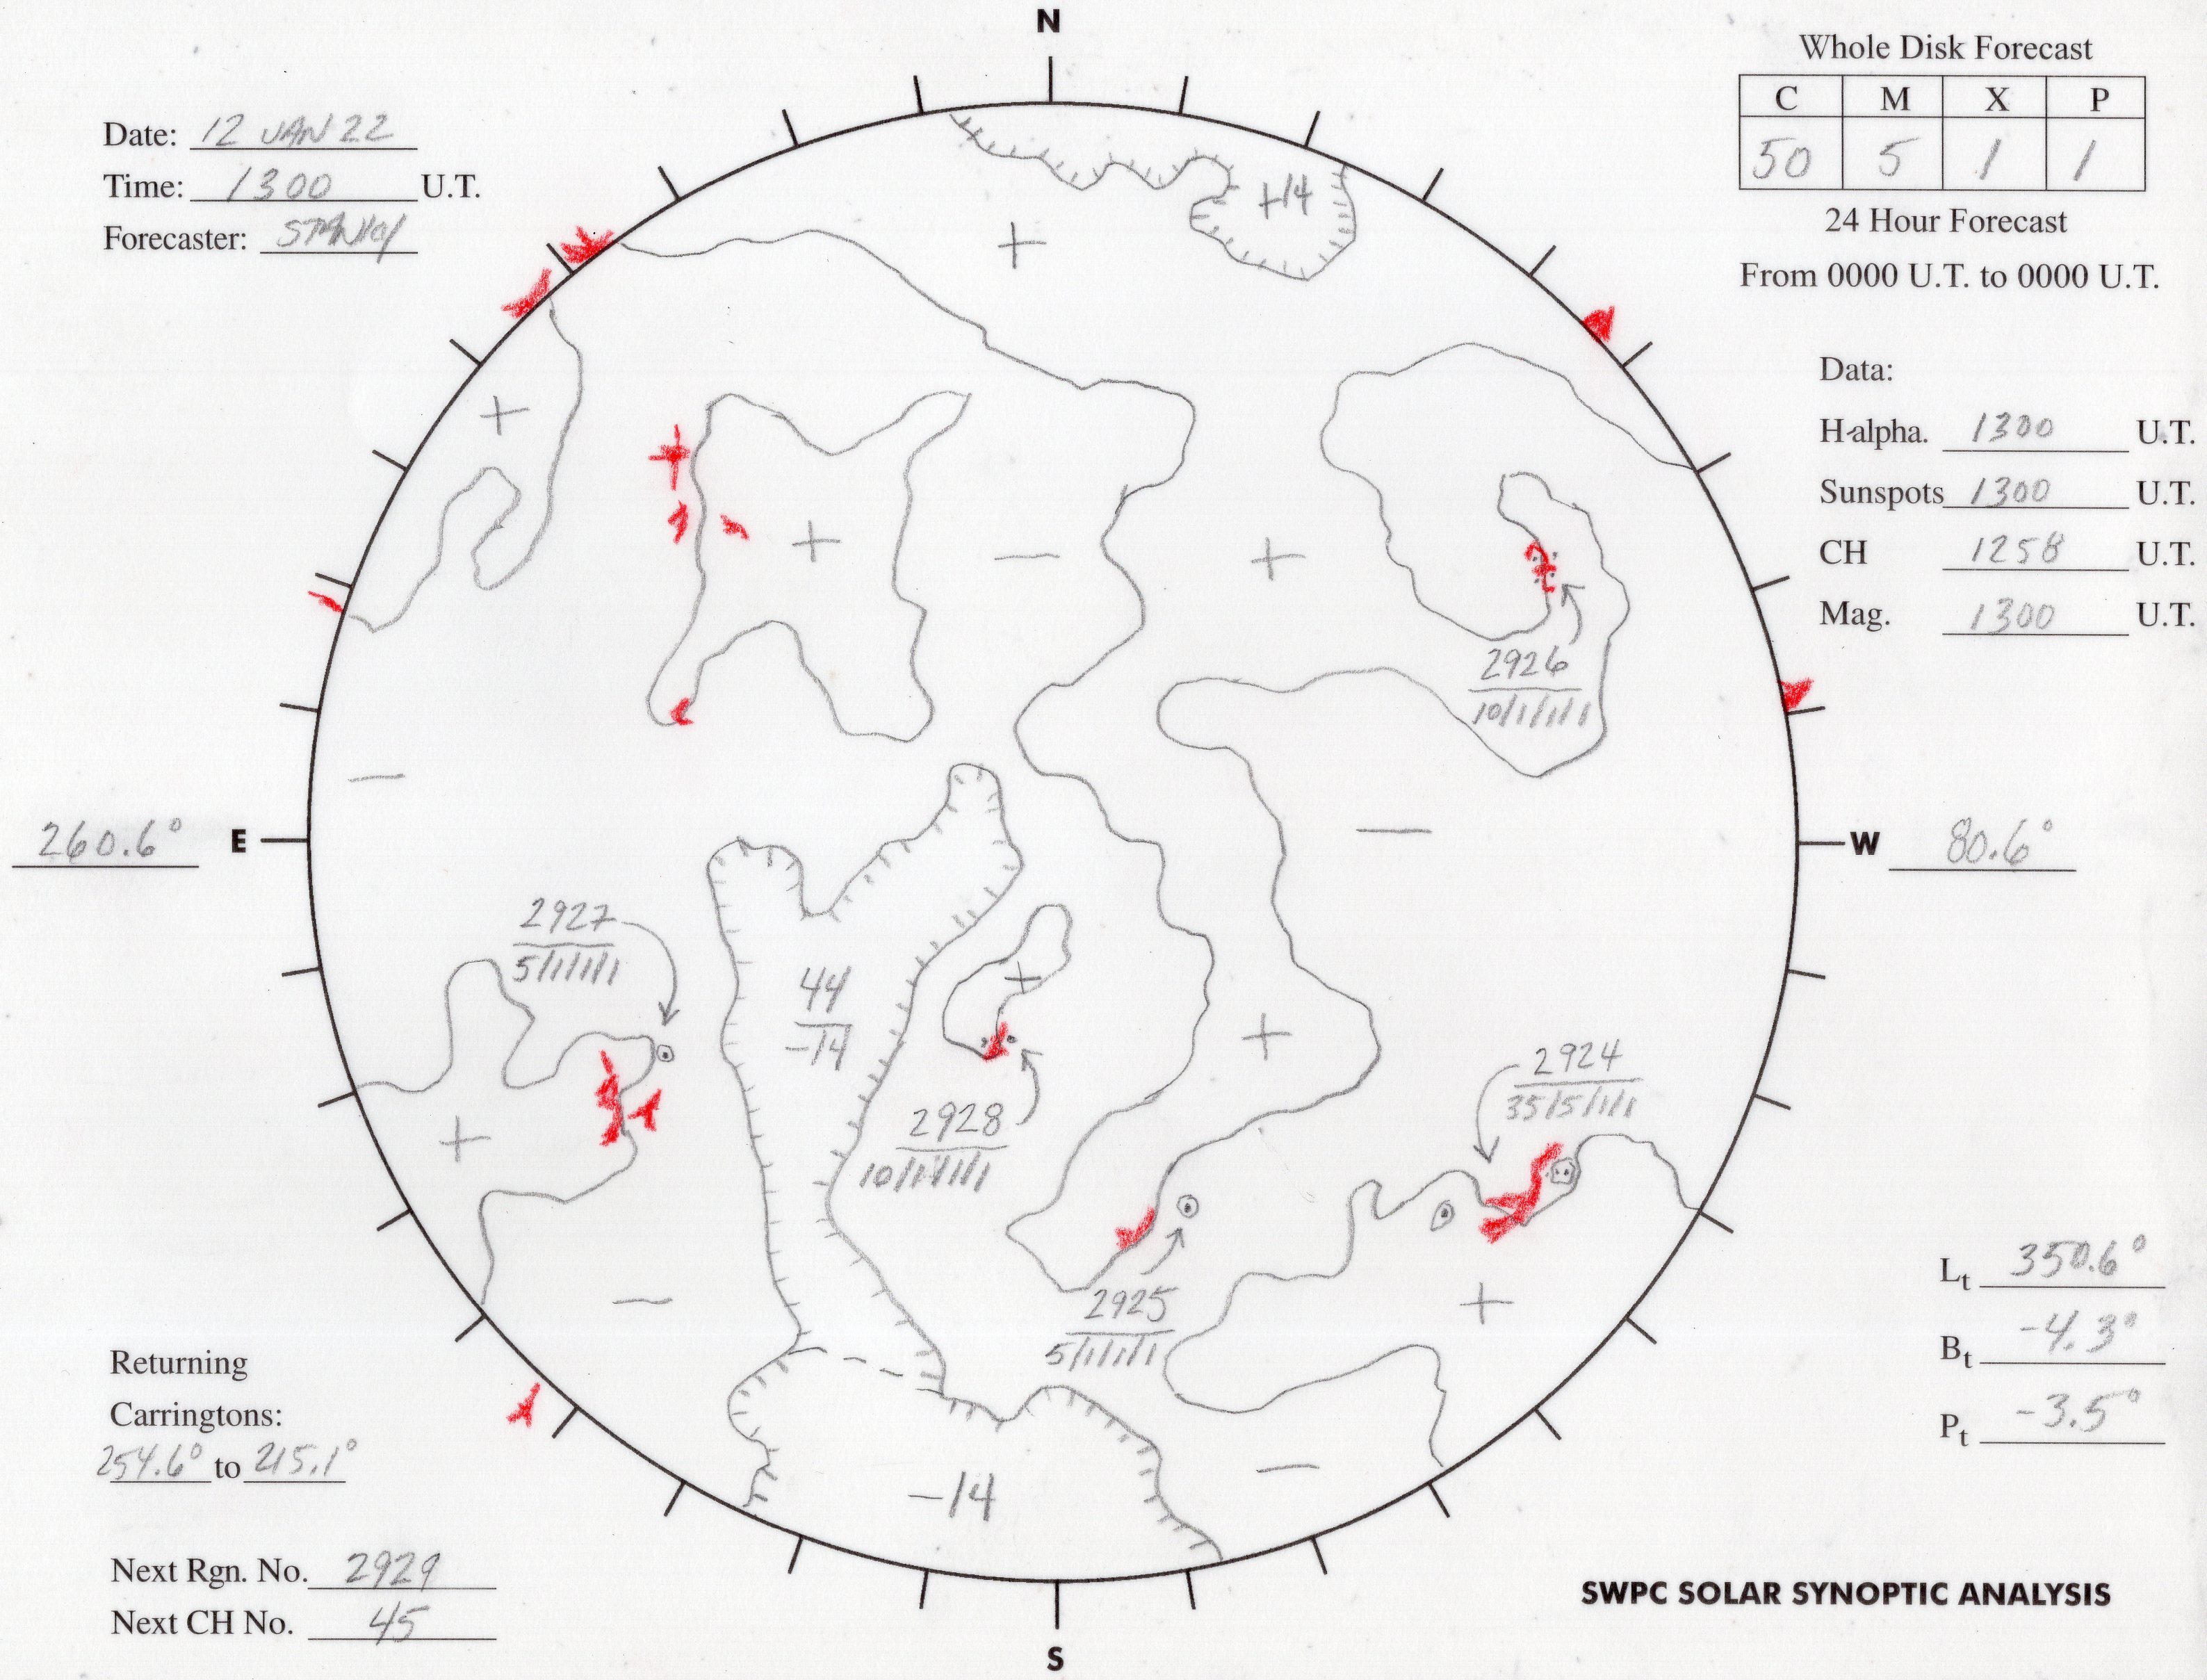 N
Whole Disk Forecast
C M X P
50 5 1 1
24 Hour Forecast
From 0000 U.T. to 0000 U.T.
Date: 12 JAN 22
Time: 1300 U.T.
Forecaster:
Data:
H-alpha. 1300 U.T.
Sunspots 1300 U.T.
CH 1258 U.T.
Mag. 1300 U.T.
+14
+
+
+
−
+
2926
10/1/1/1/1
−
260.6° E
W 80.6°
−
2927
5/1/1/1/1
44
-14
+
+
2924
35/5/1/1/1
+
2928
10/1/1/1/1
−
2925
5/1/1/1/1
+
Lt 350.6°
Bt -4.3°
Pt -3.5°
Returning
Carringtons:
254.6° to 215.1°
-14
−
Next Rgn. No. 2929
Next CH No. 45
SWPC SOLAR SYNOPTIC ANALYSIS
S